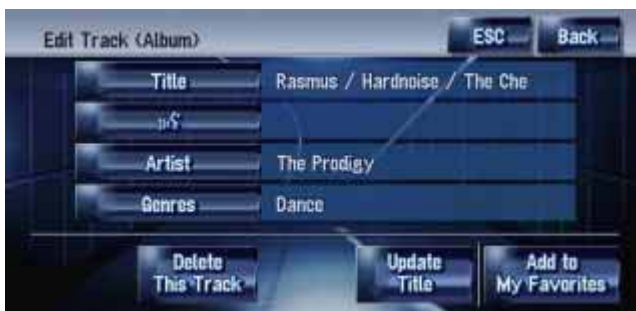 Edit Track (Album)
ESC
Back
Title
Rasmus / Hardnoise / The Che
Artist
The Prodigy
Genres
Dance
Delete
This Track
Update
Title
Add to
My Favorites